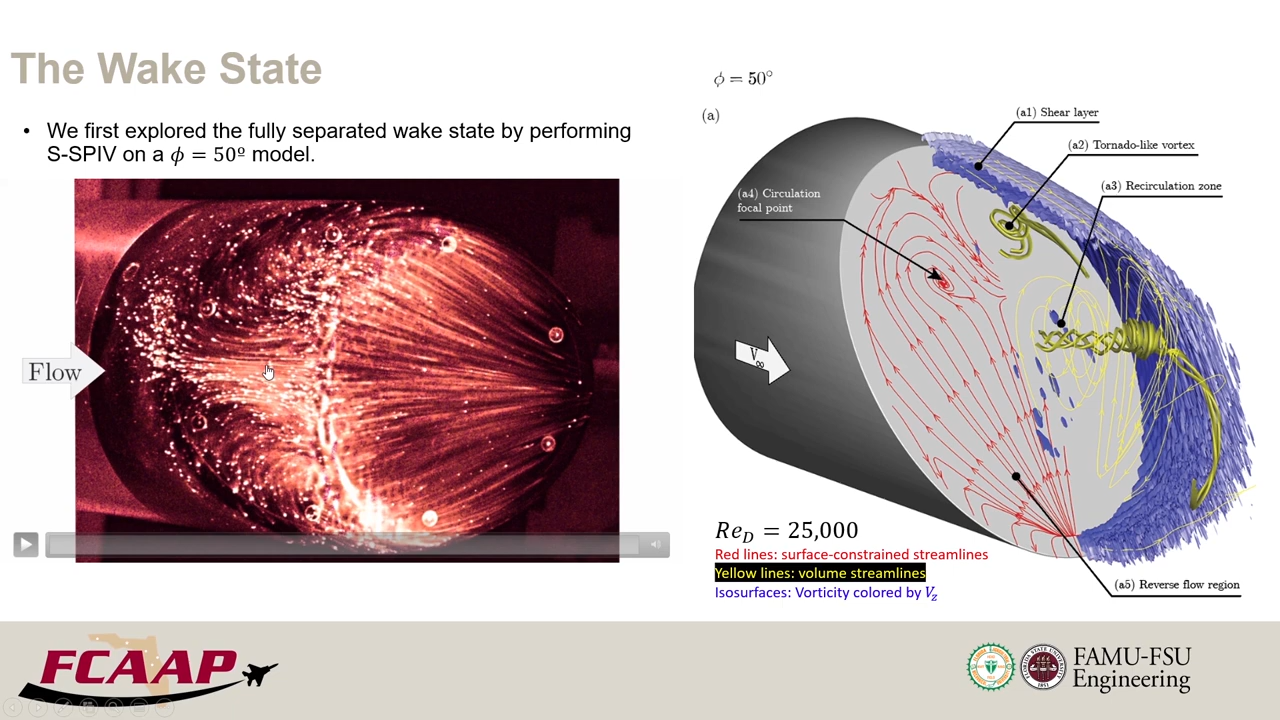 The Wake State
• We first explored the fully separated wake state by performing
S-SPIV on a ϕ = 50º model.
Flow
ϕ = 50°
(a)
(a1) Shear layer
(a2) Tornado-like vortex
(a3) Recirculation zone
(a4) Circulation
focal point
V∞
Re_D = 25,000
Red lines: surface-constrained streamlines
Yellow lines: volume streamlines
Isosurfaces: Vorticity colored by V_z
(a5) Reverse flow region
FCAAP
FAMU-FSU
Engineering